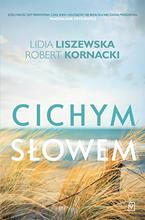 LIDIA LISZEWSKA
ROBERT KORNACKI
CICHYM
SŁOWEM